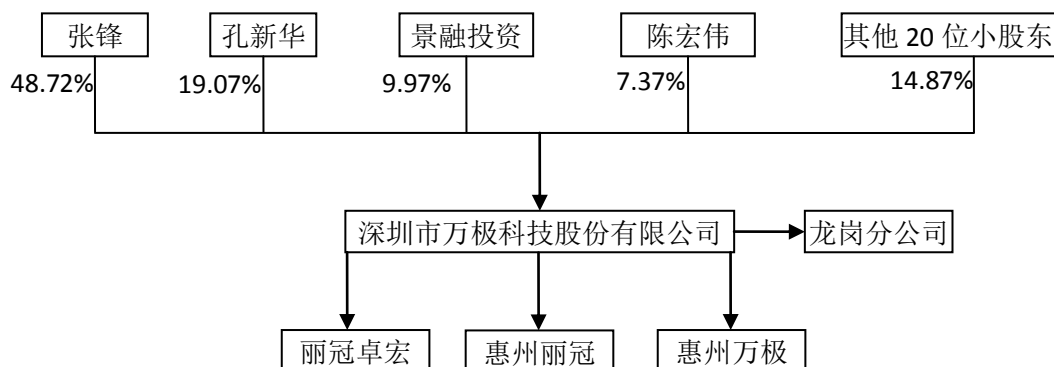 张锋
孔新华
景融投资
陈宏伟
其他 20 位小股东
48.72%
19.07%
9.97%
7.37%
14.87%
深圳市万极科技股份有限公司
龙岗分公司
丽冠卓宏
惠州丽冠
惠州万极